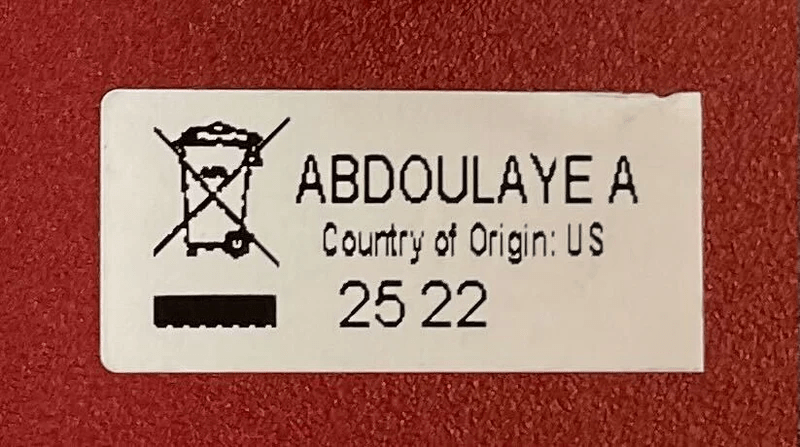 ABDOULAYE A
Country of Origin: US
25 22